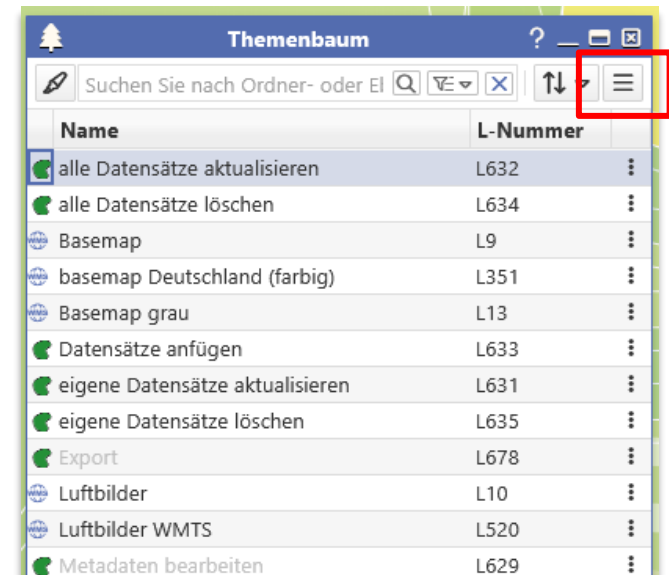 Themenbaum ?
Suchen Sie nach Ordner- oder El
Name L-Nummer
alle Datensätze aktualisieren L632
alle Datensätze löschen L634
Basemap L9
basemap Deutschland (farbig) L351
Basemap grau L13
Datensätze anfügen L633
eigene Datensätze aktualisieren L631
eigene Datensätze löschen L635
Export L678
Luftbilder L10
Luftbilder WMTS L520
Metadaten bearbeiten L629